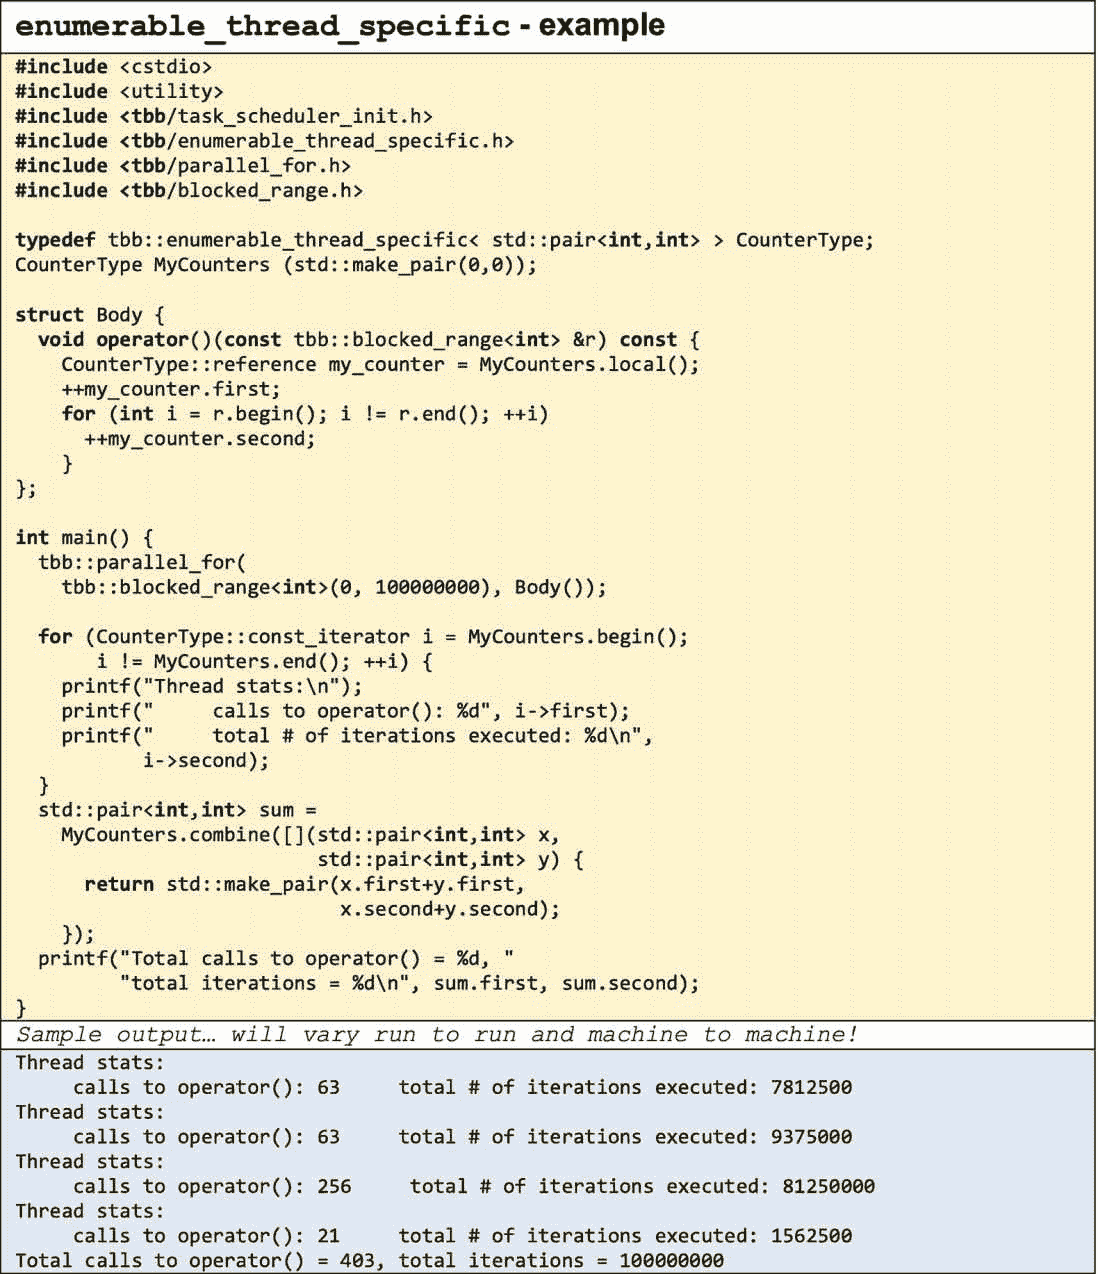 enumerable_thread_specific - example
#include <cstdio>
#include <utility>
#include <tbb/task_scheduler_init.h>
#include <tbb/enumerable_thread_specific.h>
#include <tbb/parallel_for.h>
#include <tbb/blocked_range.h>

typedef tbb::enumerable_thread_specific< std::pair<int,int> > CounterType;
CounterType MyCounters (std::make_pair(0,0));

struct Body {
  void operator()(const tbb::blocked_range<int> &r) const {
    CounterType::reference my_counter = MyCounters.local();
    ++my_counter.first;
    for (int i = r.begin(); i != r.end(); ++i)
      ++my_counter.second;
    }
};

int main() {
  tbb::parallel_for(
    tbb::blocked_range<int>(0, 100000000), Body());

  for (CounterType::const_iterator i = MyCounters.begin();
       i != MyCounters.end(); ++i) {
    printf("Thread stats:\n");
    printf("     calls to operator(): %d", i->first);
    printf("     total # of iterations executed: %d\n",
           i->second);
  }
  std::pair<int,int> sum =
    MyCounters.combine([](std::pair<int,int> x,
                          std::pair<int,int> y) {
      return std::make_pair(x.first+y.first,
                            x.second+y.second);
    });
  printf("Total calls to operator() = %d, "
         "total iterations = %d\n", sum.first, sum.second);
}
Sample output… will vary run to run and machine to machine!
Thread stats:
     calls to operator(): 63     total # of iterations executed: 7812500
Thread stats:
     calls to operator(): 63     total # of iterations executed: 9375000
Thread stats:
     calls to operator(): 256     total # of iterations executed: 81250000
Thread stats:
     calls to operator(): 21     total # of iterations executed: 1562500
Total calls to operator() = 403, total iterations = 100000000